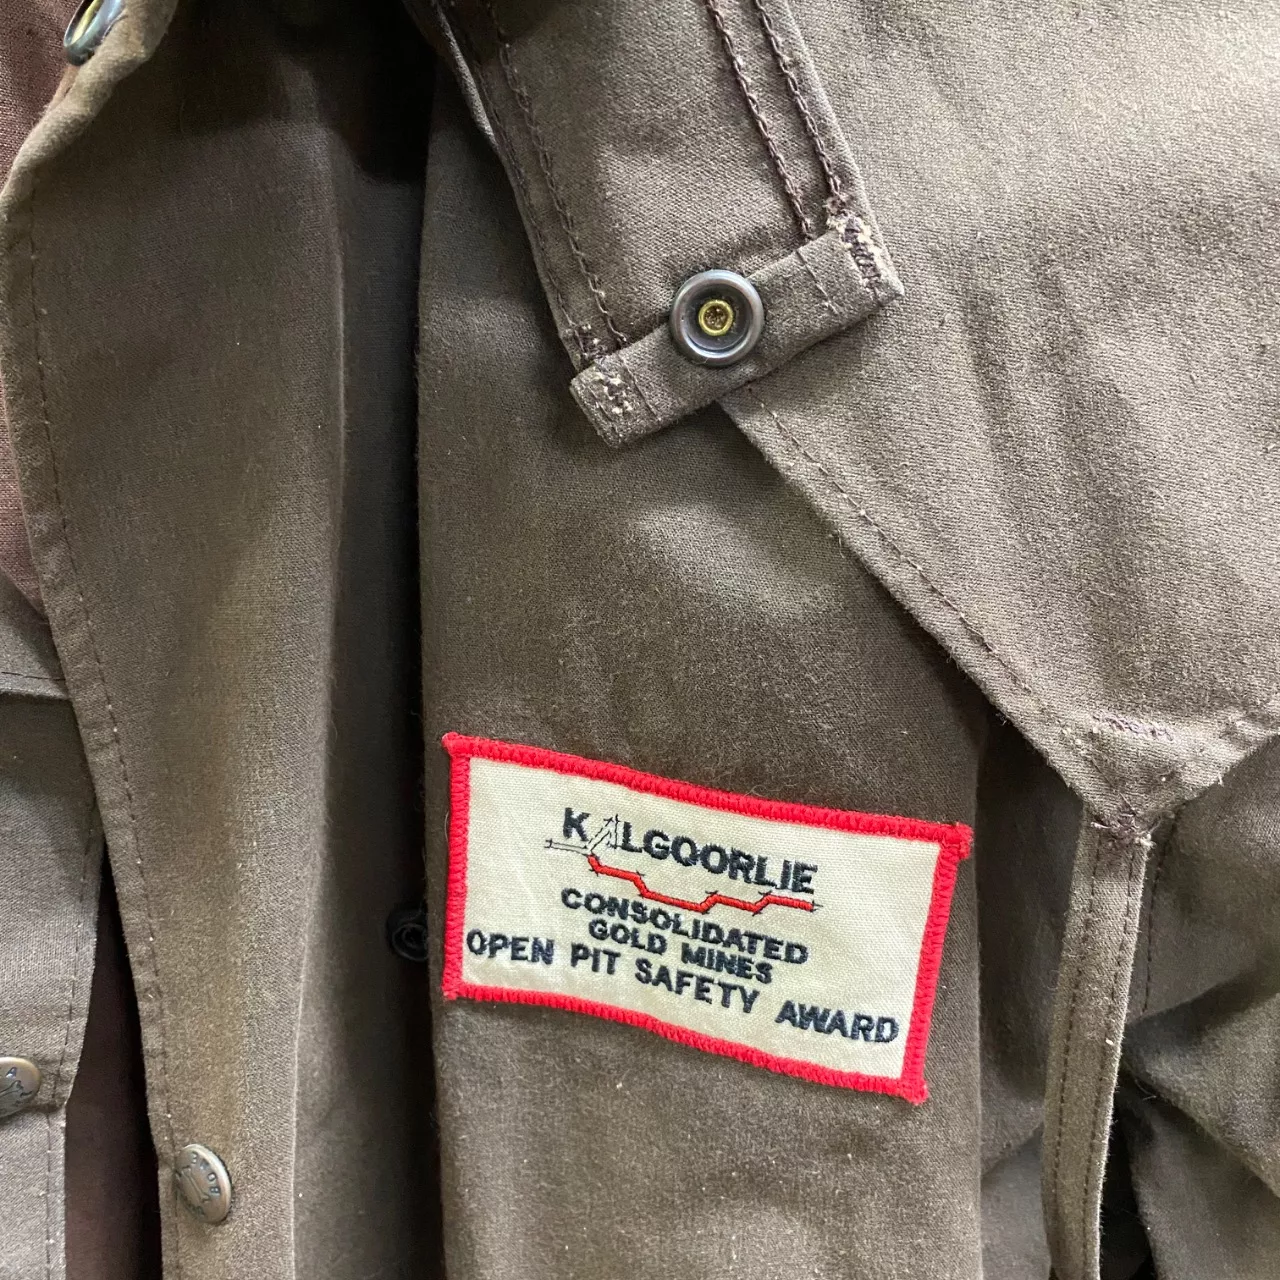 KALGOORLIE
CONSOLIDATED
GOLD MINES
OPEN PIT SAFETY AWARD